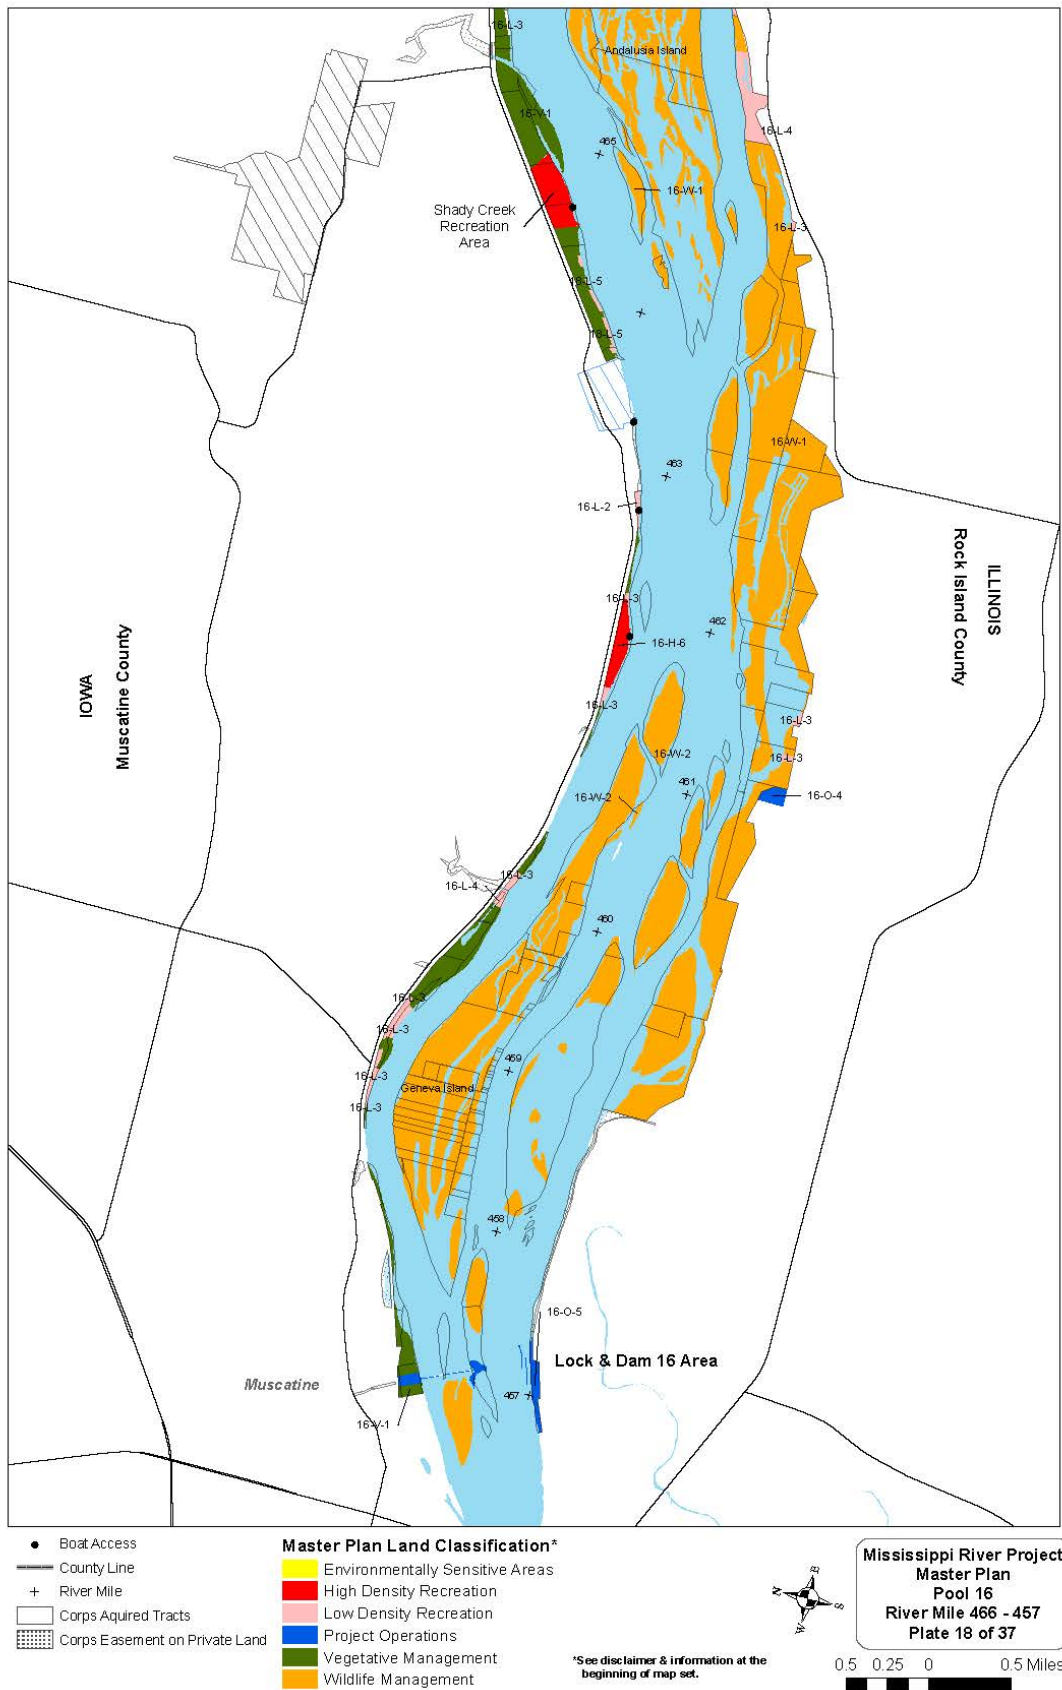 16-L-3
Andalusia Island
16-V-1
16-L-4
465
16-W-1
Shady Creek
Recreation
Area
16-L-3
16-L-5
16-L-5
16-W-1
463
16-L-2
ILLINOIS
Rock Island County
16-L-3
462
16-H-6
IOWA
Muscatine County
16-L-3
16-L-3
16-W-2
16-L-3
461
16-W-2
16-O-4
16-L-3
16-L-4
460
16-L-3
16-L-3
459
16-L-3
Geneva Island
16-L-3
458
16-O-5
Lock & Dam 16 Area
Muscatine
457
16-V-1
Boat Access
County Line
River Mile
Corps Aquired Tracts
Corps Easement on Private Land
Master Plan Land Classification*
Environmentally Sensitive Areas
High Density Recreation
Low Density Recreation
Project Operations
Vegetative Management
Wildlife Management
*See disclaimer & information at the
beginning of map set.
N
E
S
W
Mississippi River Project
Master Plan
Pool 16
River Mile 466 - 457
Plate 18 of 37
0.5 0.25 0 0.5 Miles